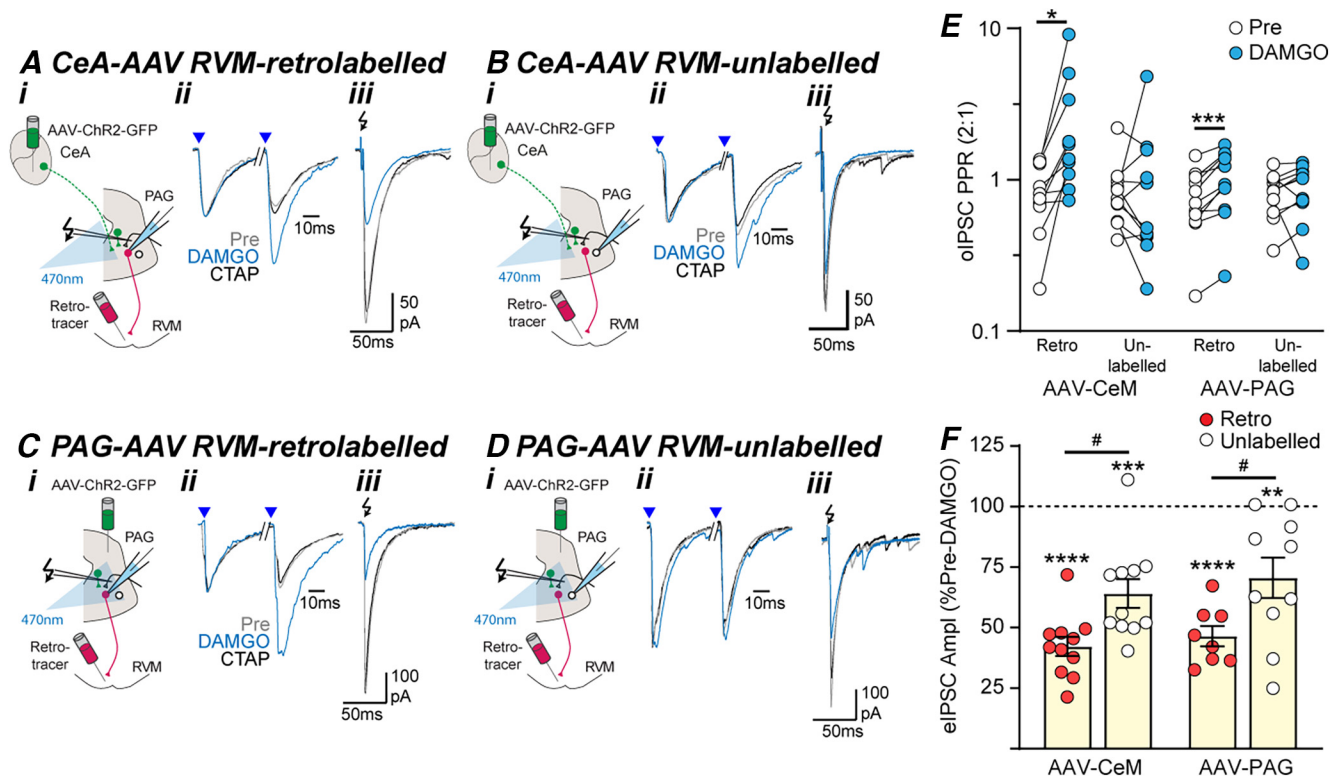 A CeA-AAV RVM-retrolabelled
i
ii
iii
AAV-ChR2-GFP
CeA
PAG
470nm
Retro-
tracer
RVM
10ms
Pre
DAMGO
CTAP
50
pA
50ms
B CeA-AAV RVM-unlabelled
i
ii
iii
AAV-ChR2-GFP
CeA
PAG
470nm
Retro-
tracer
RVM
10ms
Pre
DAMGO
CTAP
50
pA
50ms
C PAG-AAV RVM-retrolabelled
i
ii
iii
AAV-ChR2-GFP
PAG
470nm
Retro-
tracer
RVM
10ms
Pre
DAMGO
CTAP
100
pA
50ms
D PAG-AAV RVM-unlabelled
i
ii
iii
AAV-ChR2-GFP
PAG
470nm
Retro-
tracer
RVM
10ms
Pre
DAMGO
CTAP
100
pA
50ms
E
Pre
DAMGO
oIPSC PPR (2:1)
10
1
0.1
*
***
Retro
Un-
labelled
Retro
Un-
labelled
AAV-CeM
AAV-PAG
F
Retro
Unlabelled
eIPSC Ampl (%Pre-DAMGO)
125
100
75
50
25
#
#
****
***
****
**
AAV-CeM
AAV-PAG